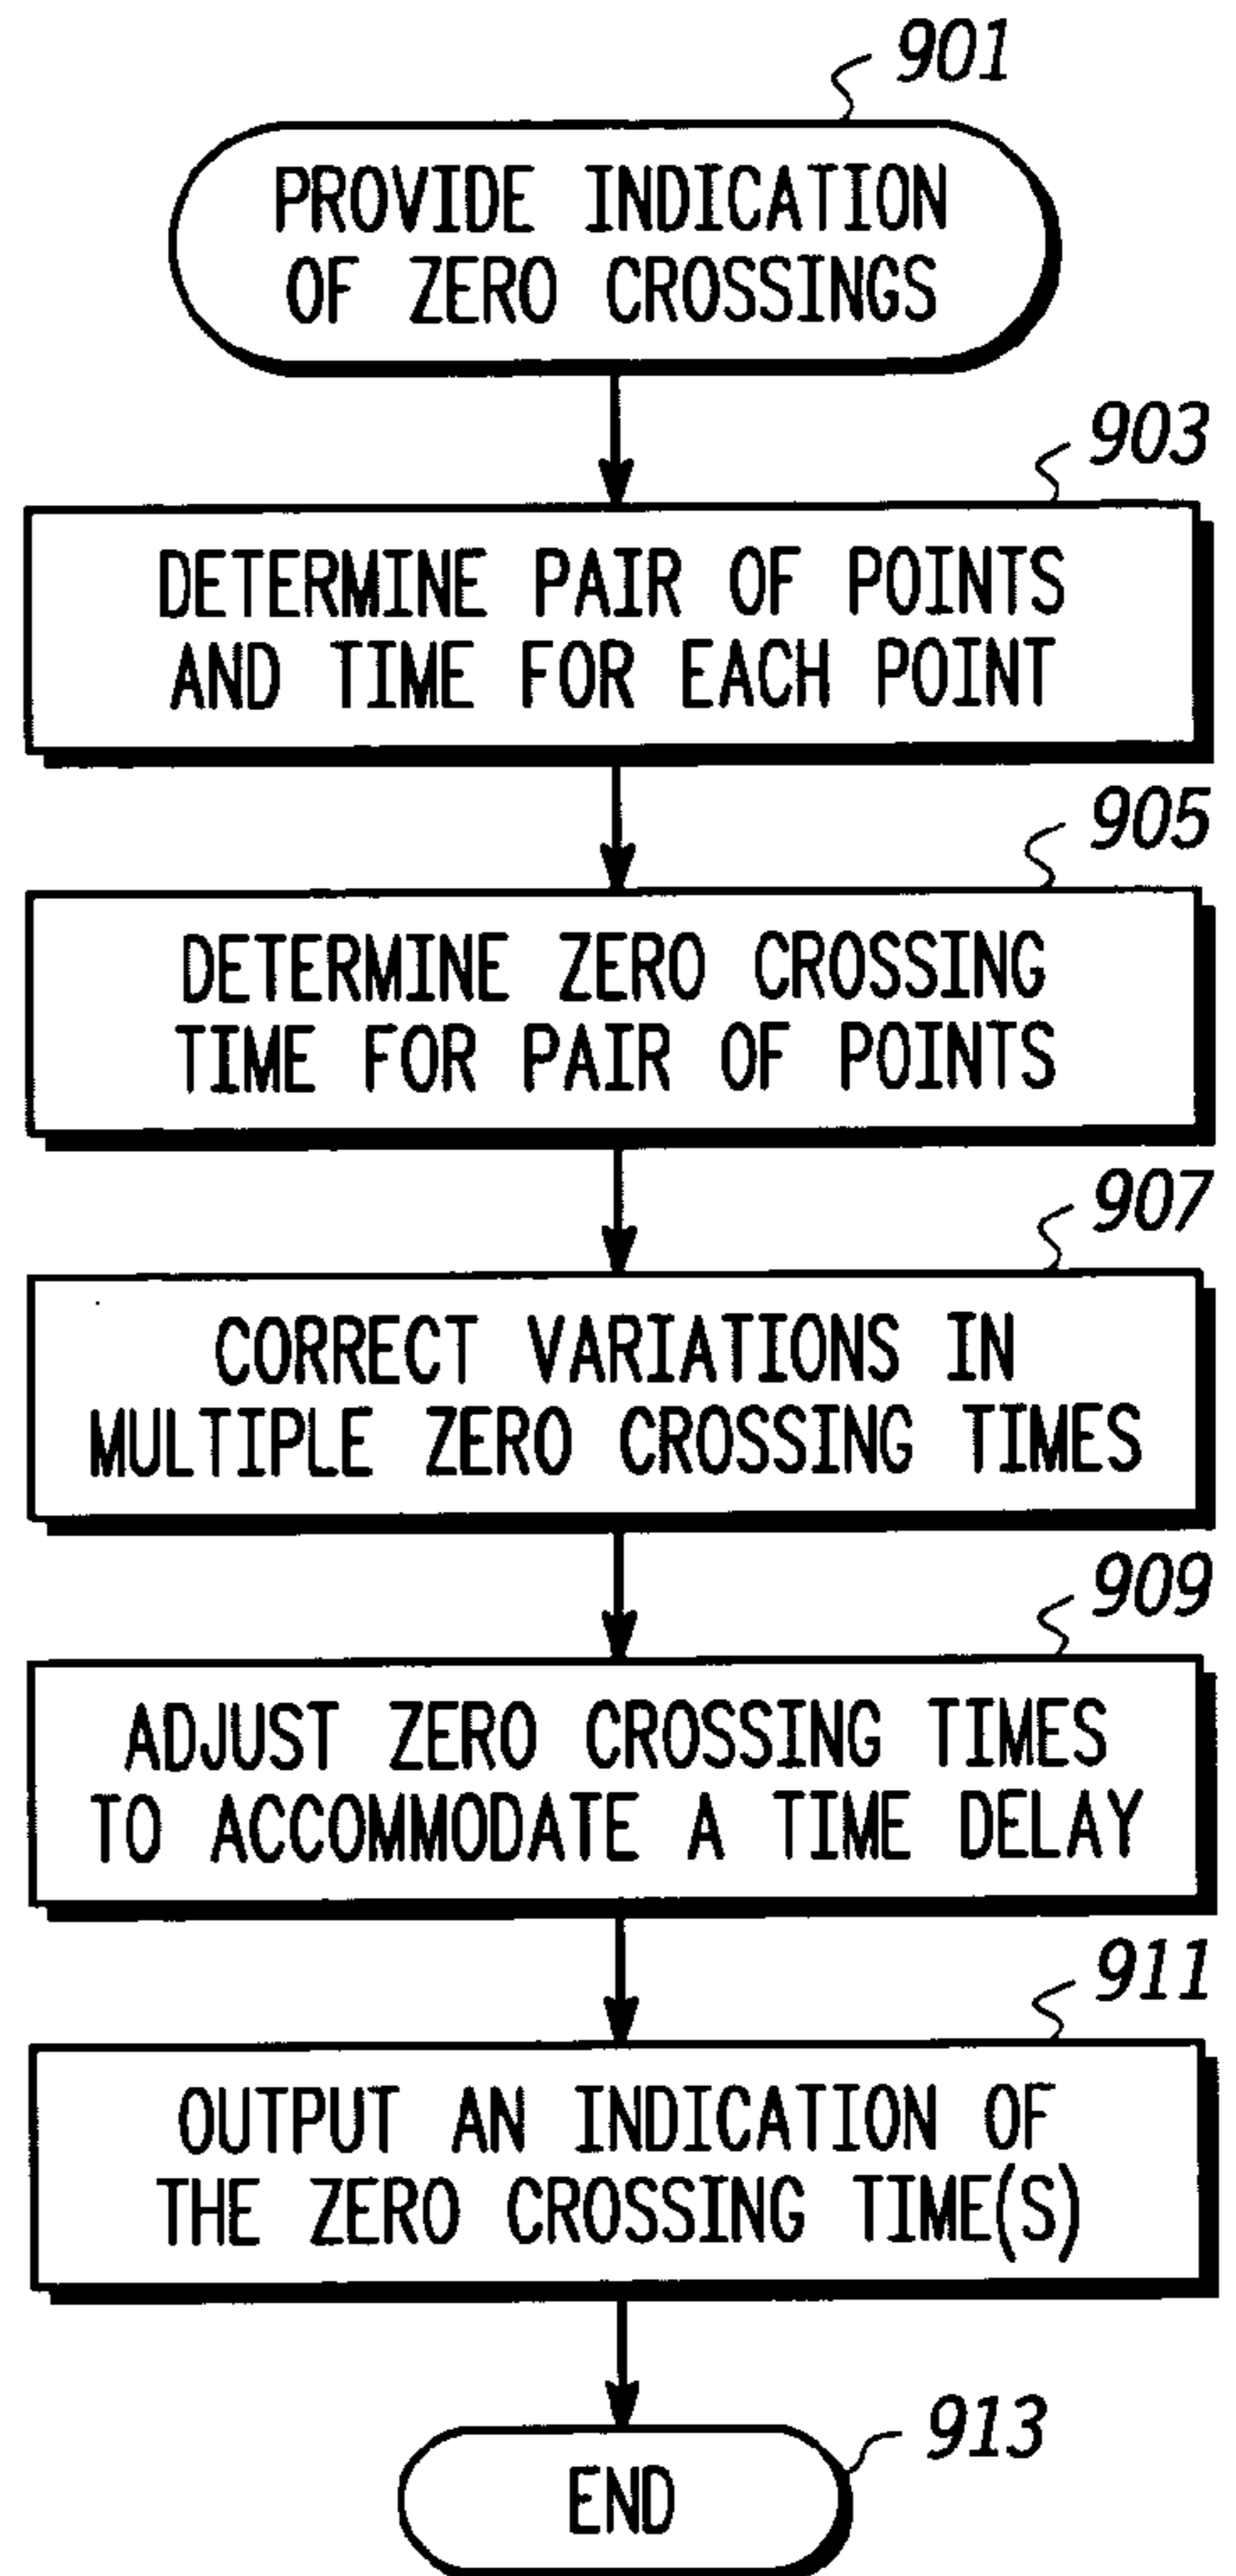 901
PROVIDE INDICATION
OF ZERO CROSSINGS
903
DETERMINE PAIR OF POINTS
AND TIME FOR EACH POINT
905
DETERMINE ZERO CROSSING
TIME FOR PAIR OF POINTS
907
CORRECT VARIATIONS IN
MULTIPLE ZERO CROSSING TIMES
909
ADJUST ZERO CROSSING TIMES
TO ACCOMMODATE A TIME DELAY
911
OUTPUT AN INDICATION OF
THE ZERO CROSSING TIME(S)
913
END